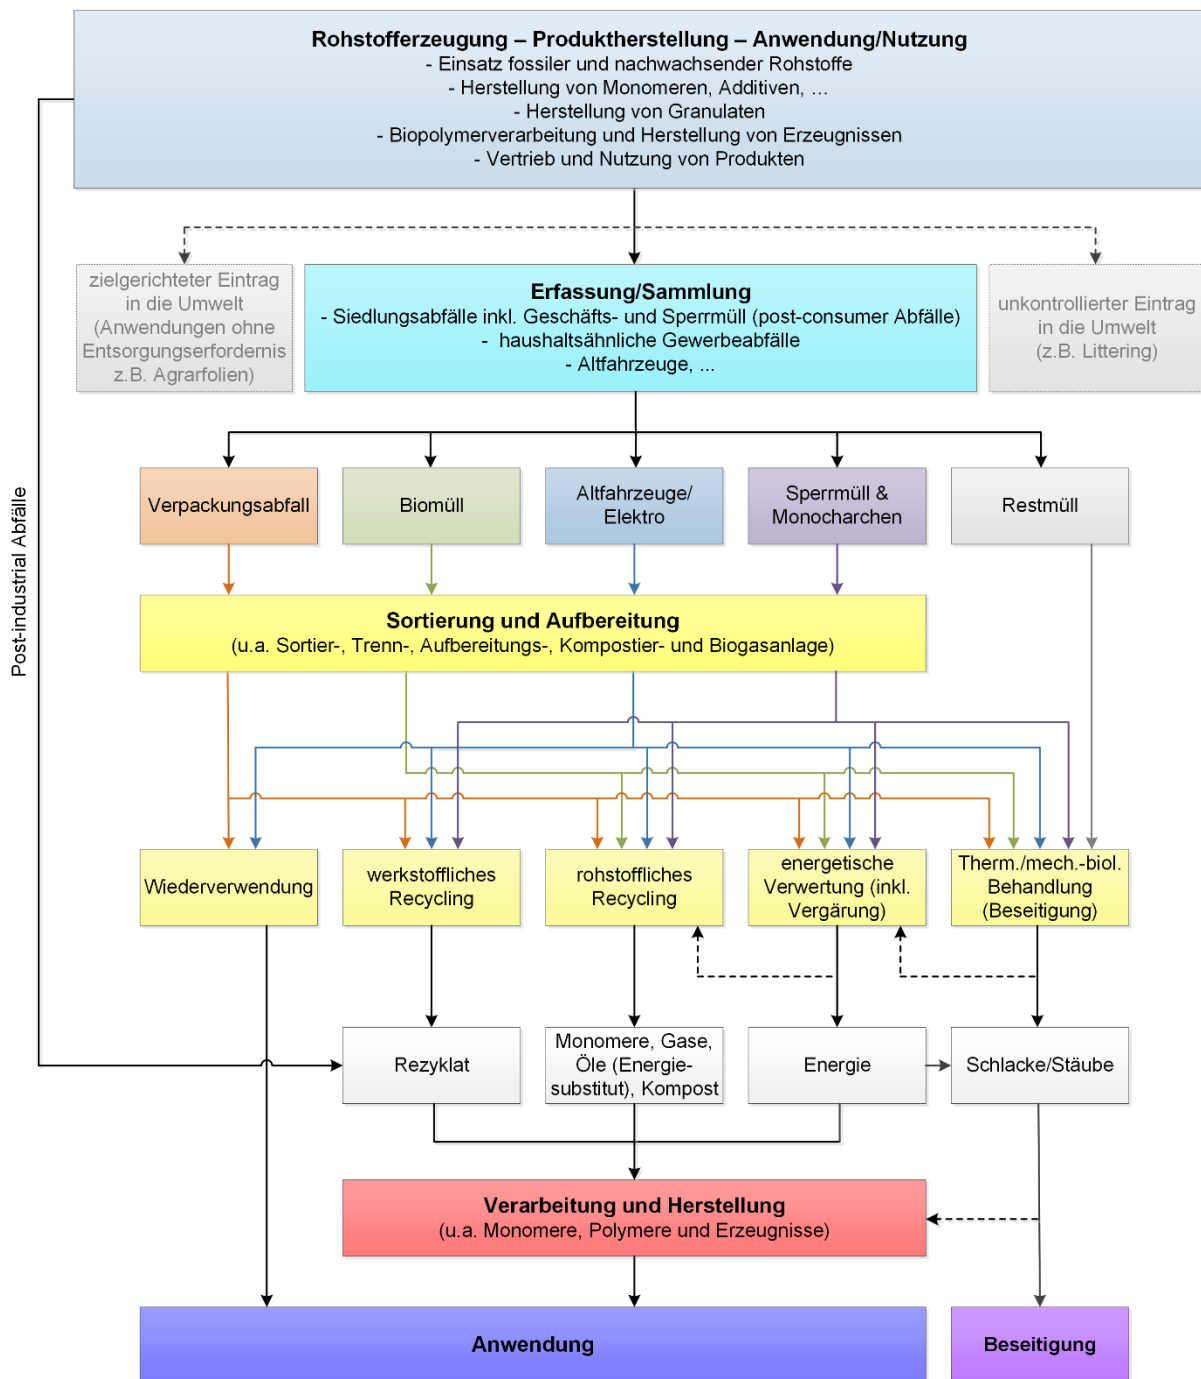 Rohstofferzeugung – Produktherstellung – Anwendung/Nutzung
- Einsatz fossiler und nachwachsender Rohstoffe
- Herstellung von Monomeren, Additiven, ...
- Herstellung von Granulaten
- Biopolymerverarbeitung und Herstellung von Erzeugnissen
- Vertrieb und Nutzung von Produkten
zielgerichteter Eintrag
in die Umwelt
(Anwendungen ohne
Entsorgungserfordernis
z.B. Agrarfolien)
Erfassung/Sammlung
- Siedlungsabfälle inkl. Geschäfts- und Sperrmüll (post-consumer Abfälle)
- haushaltsähnliche Gewerbeabfälle
- Altfahrzeuge, ...
unkontrollierter Eintrag
in die Umwelt
(z.B. Littering)
Post-industrial Abfälle
Verpackungsabfall
Biomüll
Altfahrzeuge/
Elektro
Sperrmüll &
Monocharchen
Restmüll
Sortierung und Aufbereitung
(u.a. Sortier-, Trenn-, Aufbereitungs-, Kompostier- und Biogasanlage)
Wiederverwendung
werkstoffliches
Recycling
rohstoffliches
Recycling
energetische
Verwertung (inkl.
Vergärung)
Therm./mech.-biol.
Behandlung
(Beseitigung)
Rezyklat
Monomere, Gase,
Öle (Energie-
substitut), Kompost
Energie
Schlacke/Stäube
Verarbeitung und Herstellung
(u.a. Monomere, Polymere und Erzeugnisse)
Anwendung
Beseitigung